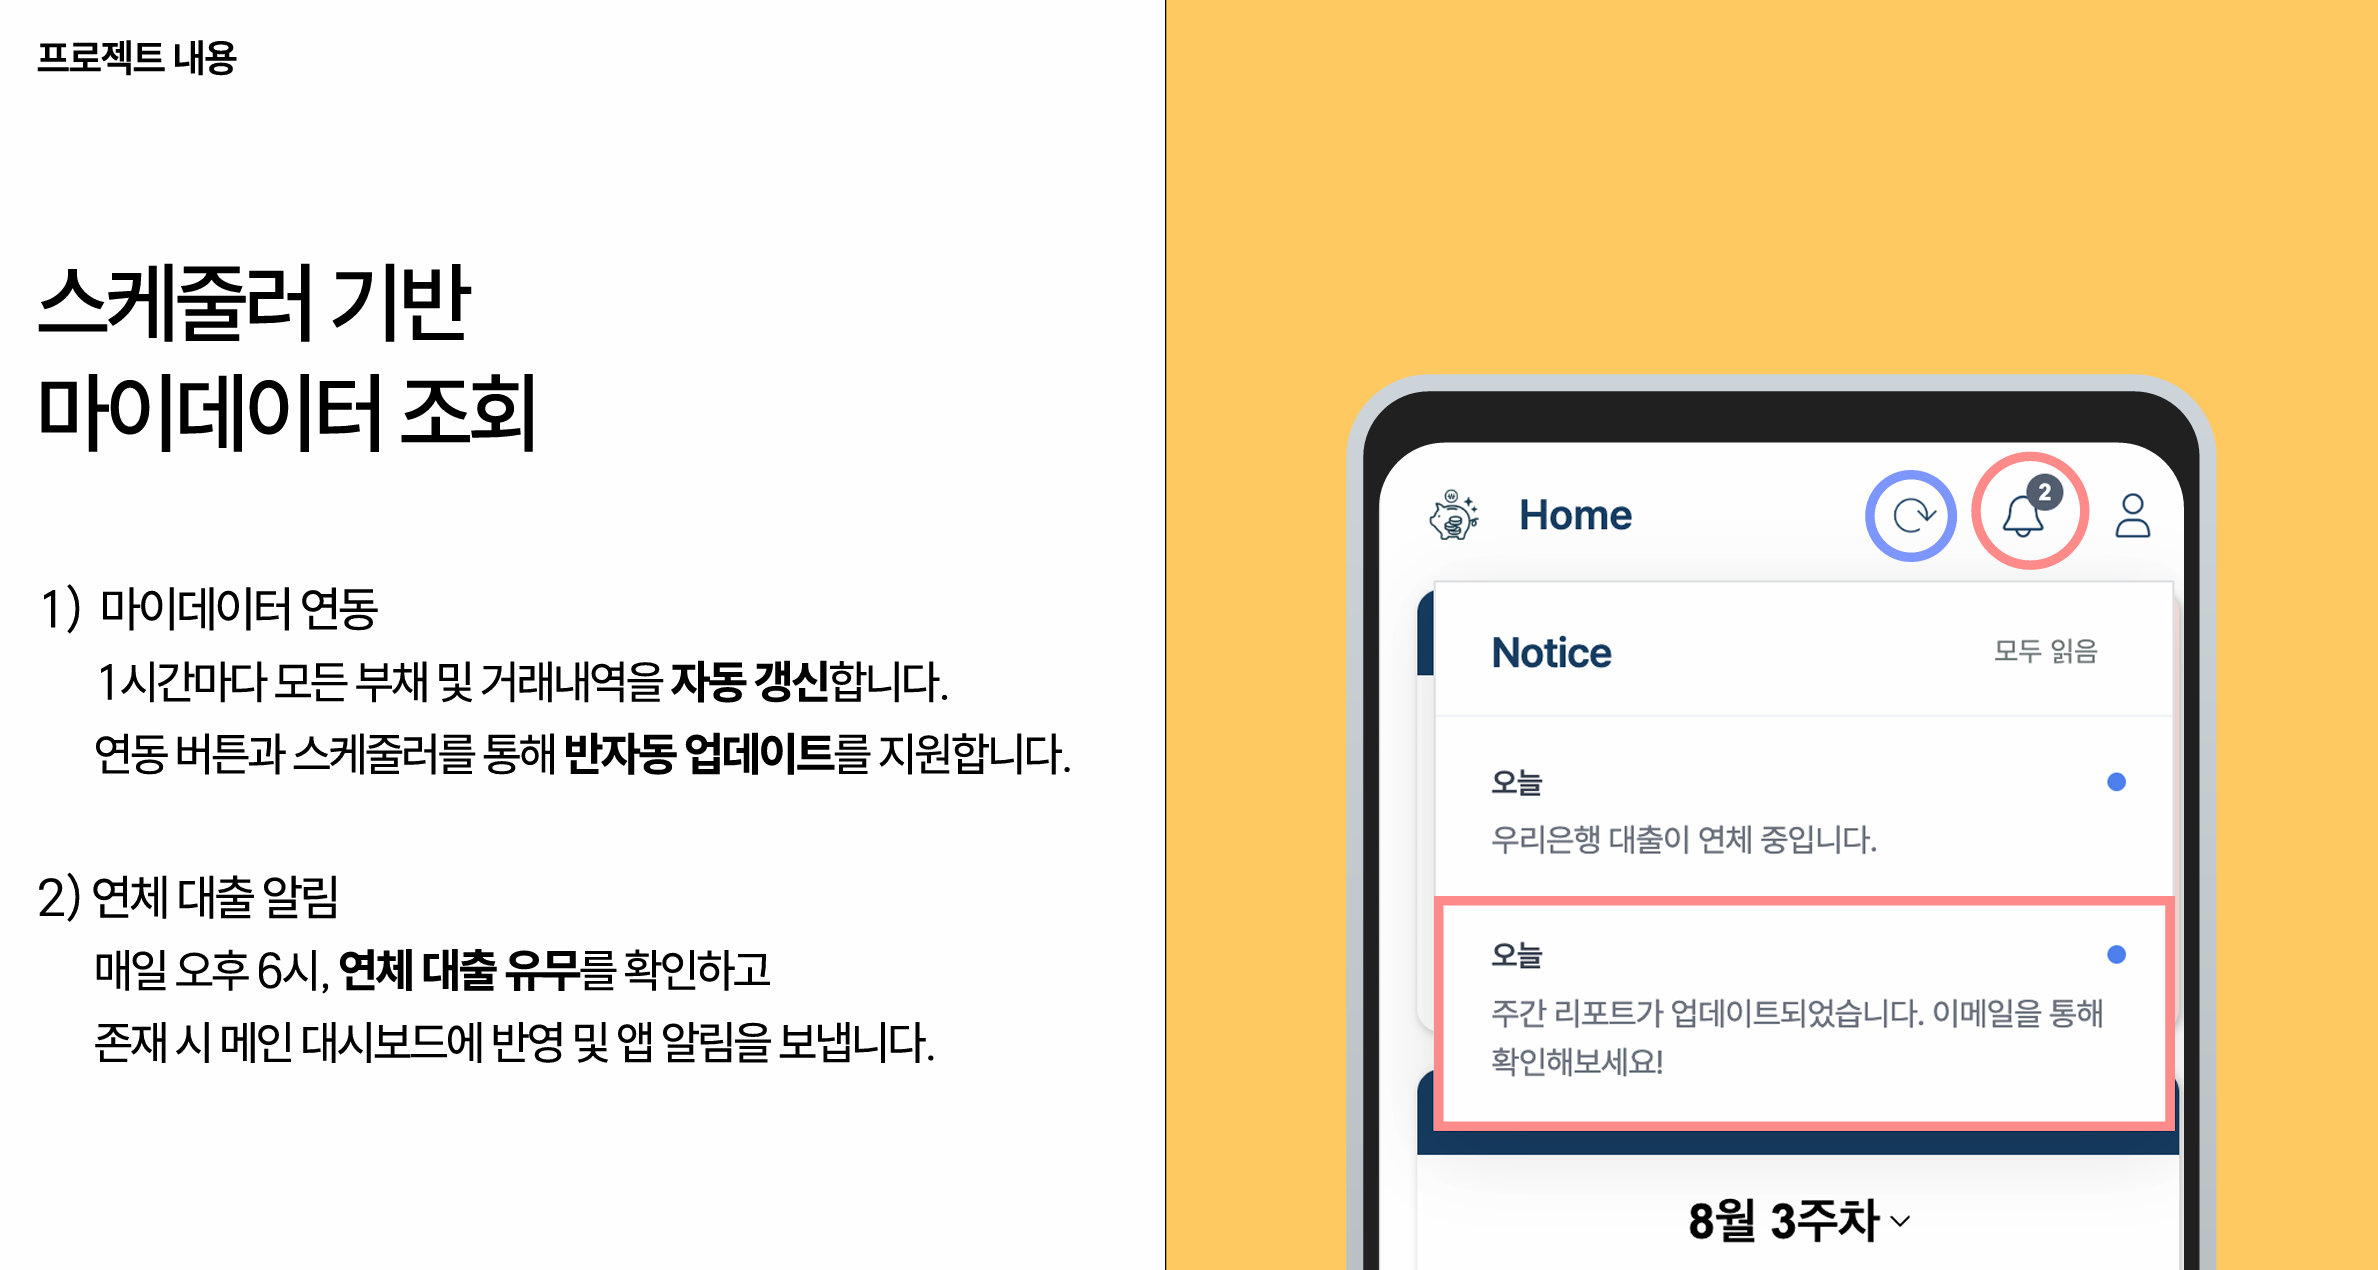 프로젝트 내용
스케줄러 기반
마이데이터 조회
1) 마이데이터 연동
1시간마다 모든 부채 및 거래내역을 자동 갱신합니다.
연동 버튼과 스케줄러를 통해 반자동 업데이트를 지원합니다.
2) 연체 대출 알림
매일 오후 6시, 연체 대출 유무를 확인하고
존재 시 메인 대시보드에 반영 및 앱 알림을 보냅니다.
Home
2
Notice
모두 읽음
오늘
우리은행 대출이 연체 중입니다.
오늘
주간 리포트가 업데이트되었습니다. 이메일을 통해
확인해보세요!
8월 3주차